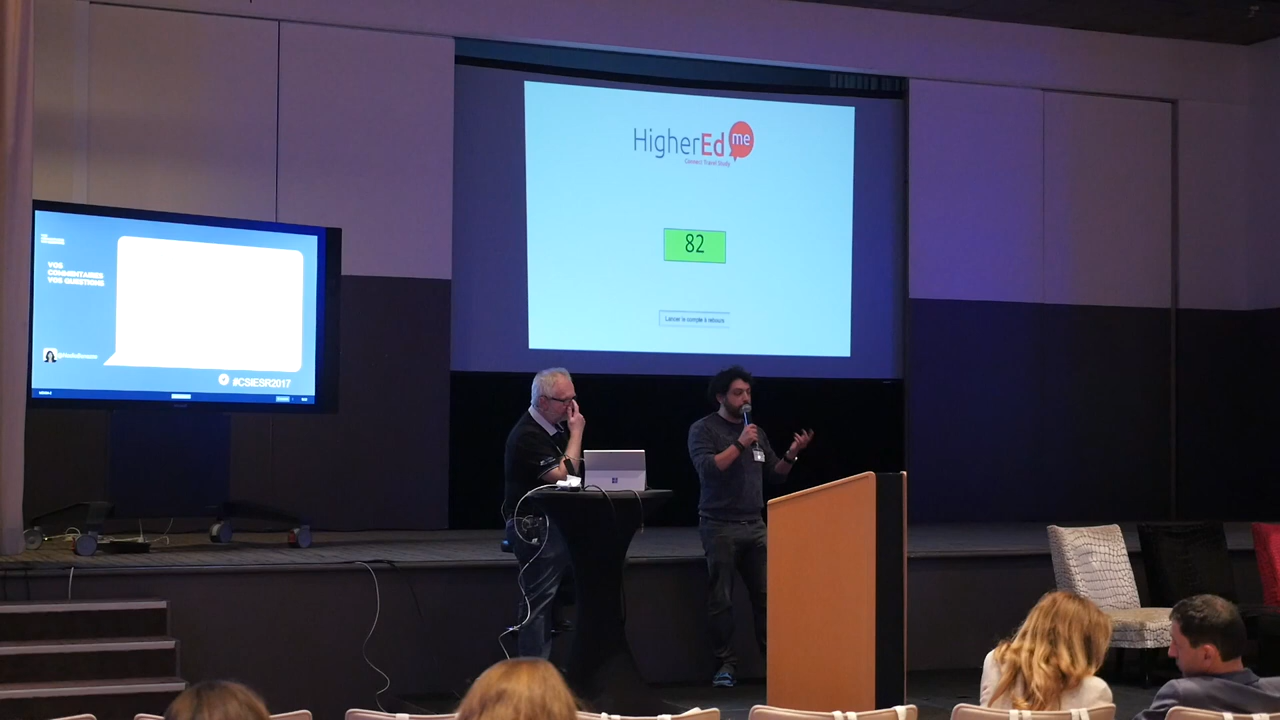 HigherEd me
Connect Travel Study
82
Lancer le compte à rebours
VOS
COMMENTAIRES
VOS QUESTIONS
#CSIESR2017